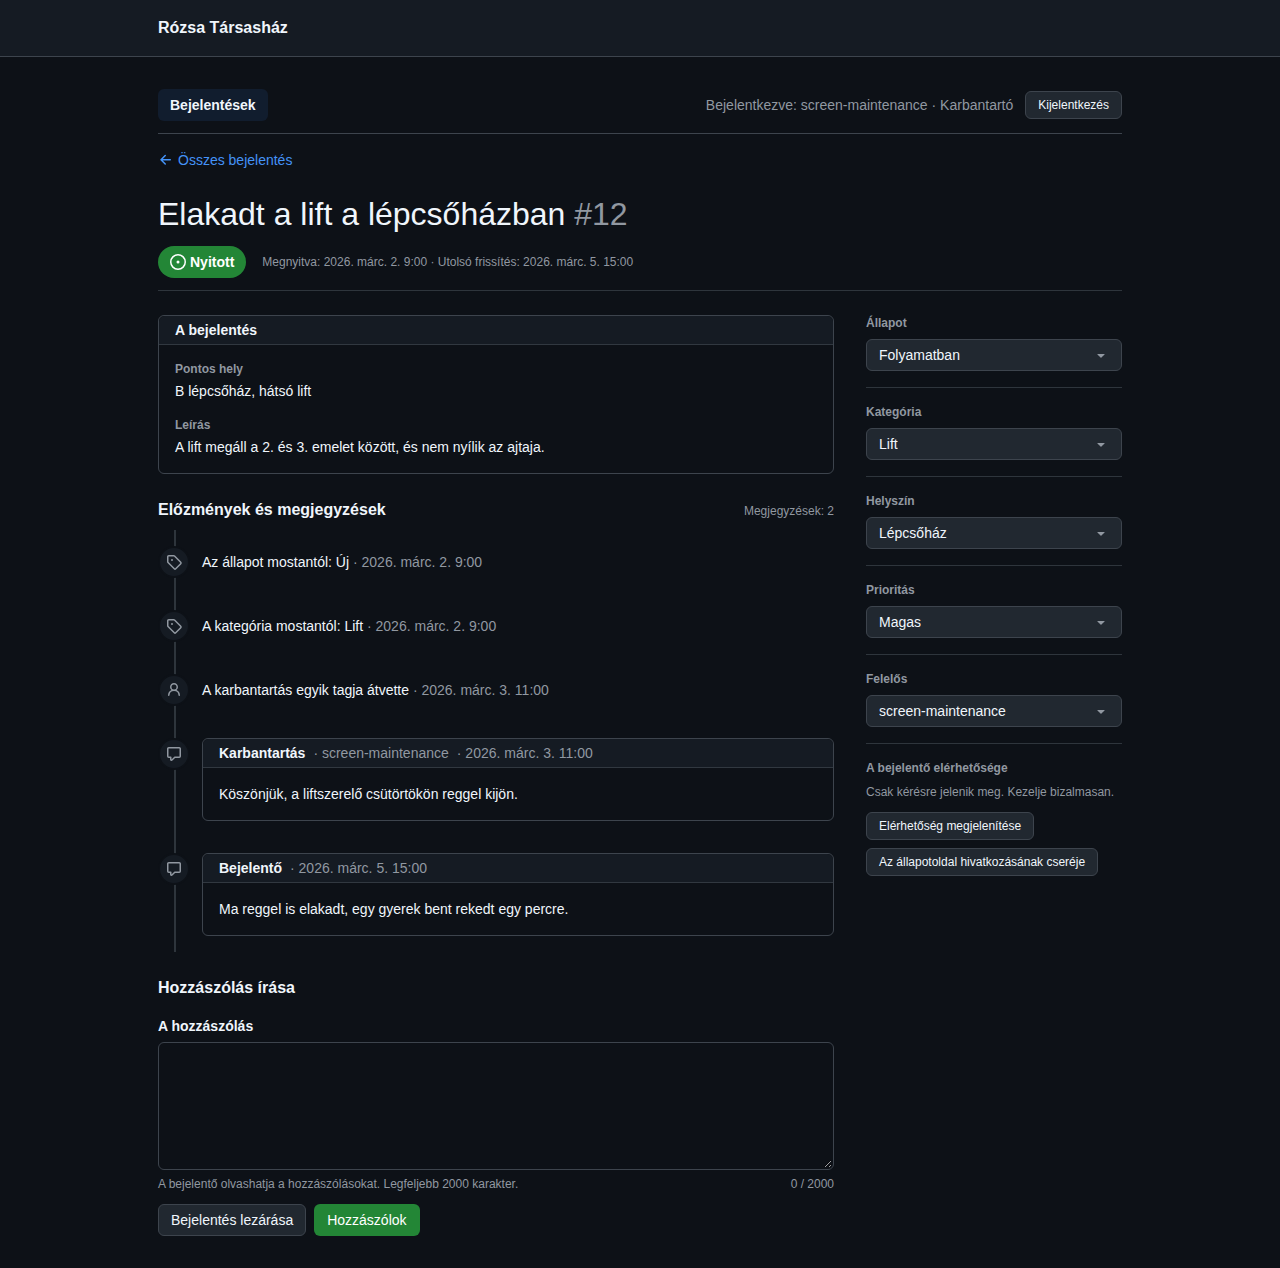 Rózsa Társasház
Bejelentések
Bejelentkezve: screen-maintenance · Karbantartó
Kijelentkezés
← Összes bejelentés
Elakadt a lift a lépcsőházban #12
Nyitott
Megnyitva: 2026. márc. 2. 9:00 · Utolsó frissítés: 2026. márc. 5. 15:00
A bejelentés
Pontos hely
B lépcsőház, hátsó lift
Leírás
A lift megáll a 2. és 3. emelet között, és nem nyílik az ajtaja.
Előzmények és megjegyzések
Megjegyzések: 2
Az állapot mostantól: Új · 2026. márc. 2. 9:00
A kategória mostantól: Lift · 2026. márc. 2. 9:00
A karbantartás egyik tagja átvette · 2026. márc. 3. 11:00
Karbantartás · screen-maintenance · 2026. márc. 3. 11:00
Köszönjük, a liftszerelő csütörtökön reggel kijön.
Bejelentő · 2026. márc. 5. 15:00
Ma reggel is elakadt, egy gyerek bent rekedt egy percre.
Hozzászólás írása
A hozzászólás
A bejelentő olvashatja a hozzászólásokat. Legfeljebb 2000 karakter.
0 / 2000
Bejelentés lezárása
Hozzászólok
Állapot
Folyamatban
Kategória
Lift
Helyszín
Lépcsőház
Prioritás
Magas
Felelős
screen-maintenance
A bejelentő elérhetősége
Csak kérésre jelenik meg. Kezelje bizalmasan.
Elérhetőség megjelenítése
Az állapotoldal hivatkozásának cseréje